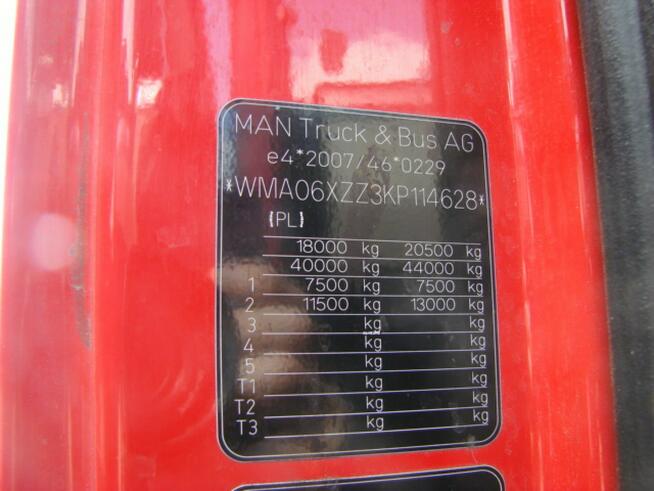 MAN Truck & Bus AG
e4*2007/46*0229
*WMA06XZZ3KP114628*
(PL)
18000 kg 20500 kg
40000 kg 44000 kg
1 7500 kg 7500 kg
2 11500 kg 13000 kg
3 kg kg
4 kg kg
5 kg kg
T1 kg kg
T2 kg kg
T3 kg kg